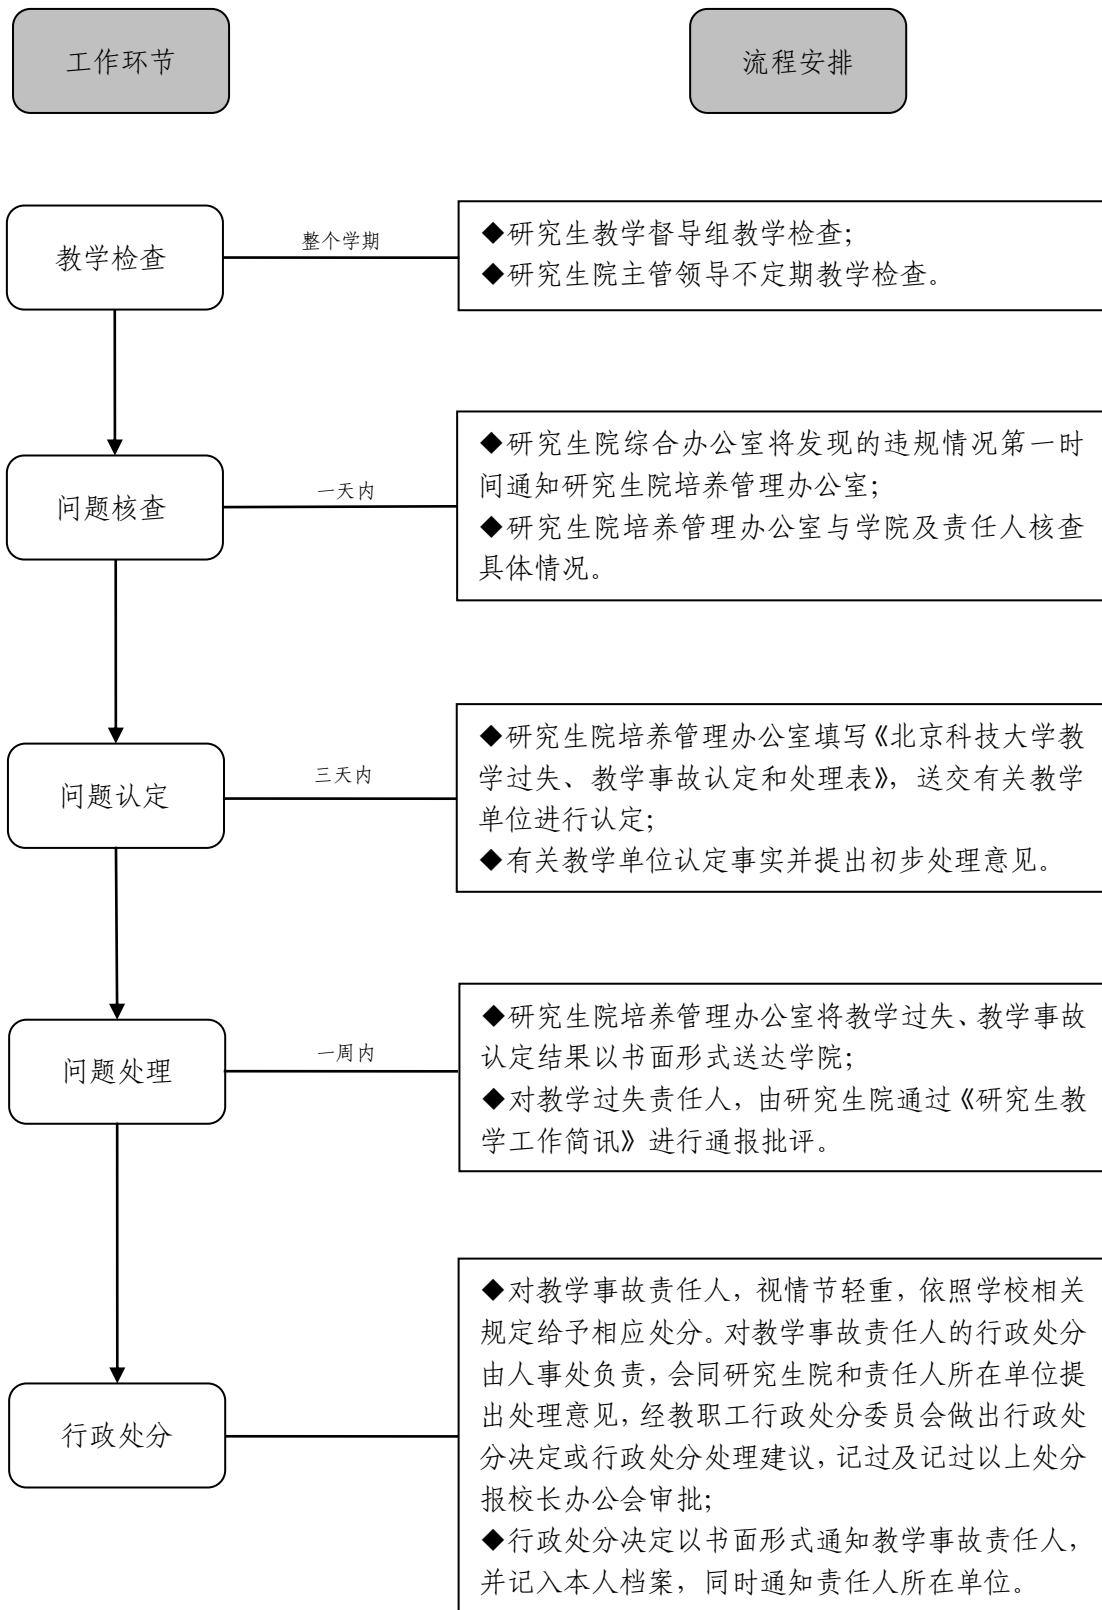 工作环节
流程安排
教学检查
整个学期
◆研究生教学督导组教学检查；
◆研究生院主管领导不定期教学检查。
问题核查
一天内
◆研究生院综合办公室将发现的违规情况第一时
间通知研究生院培养管理办公室；
◆研究生院培养管理办公室与学院及责任人核查
具体情况。
问题认定
三天内
◆研究生院培养管理办公室填写《北京科技大学教
学过失、教学事故认定和处理表》，送交有关教学
单位进行认定；
◆有关教学单位认定事实并提出初步处理意见。
问题处理
一周内
◆研究生院培养管理办公室将教学过失、教学事故
认定结果以书面形式送达学院；
◆对教学过失责任人，由研究生院通过《研究生教
学工作简讯》进行通报批评。
行政处分
◆对教学事故责任人，视情节轻重，依照学校相关
规定给予相应处分。对教学事故责任人的行政处分
由人事处负责，会同研究生院和责任人所在单位提
出处理意见，经教职工行政处分委员会做出行政处
分决定或行政处分处理建议，记过及记过以上处分
报校长办公会审批；
◆行政处分决定以书面形式通知教学事故责任人，
并记入本人档案，同时通知责任人所在单位。